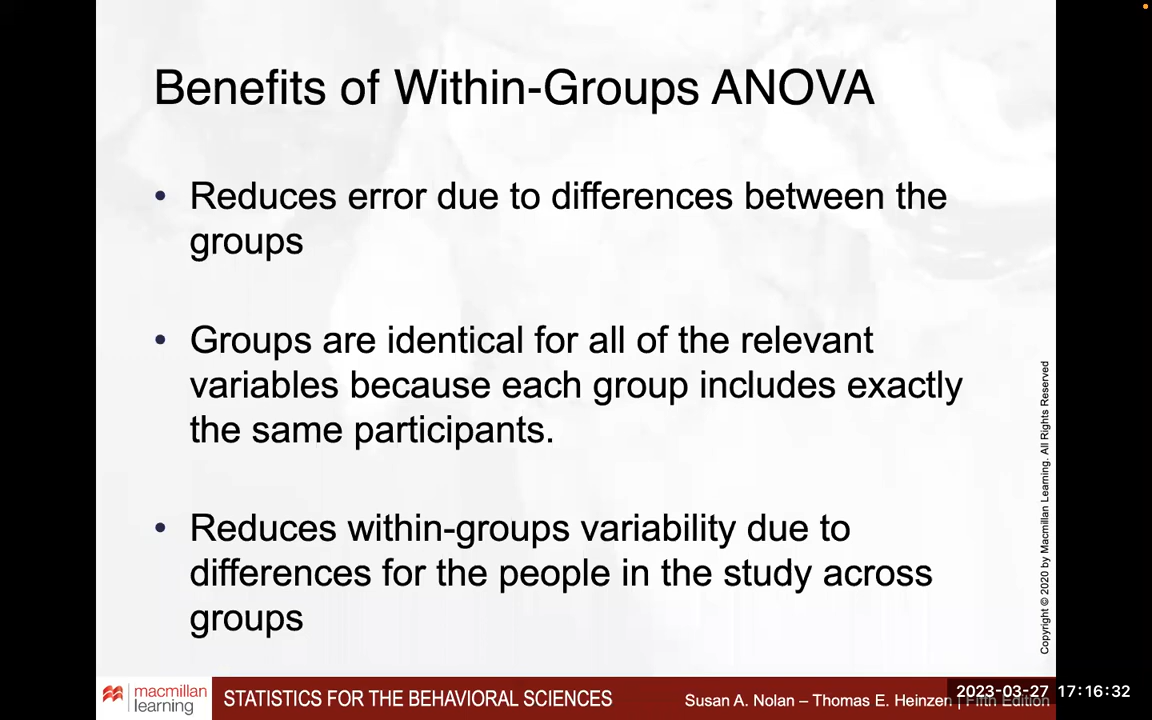 Benefits of Within-Groups ANOVA
• Reduces error due to differences between the
groups
• Groups are identical for all of the relevant
variables because each group includes exactly
the same participants.
• Reduces within-groups variability due to
differences for the people in the study across
groups
Copyright © 2020 by Macmillan Learning. All Rights Reserved
macmillan
learning
STATISTICS FOR THE BEHAVIORAL SCIENCES
Susan A. Nolan – Thomas E. Heinzen | Fifth Edition
2023-03-27 17:16:32